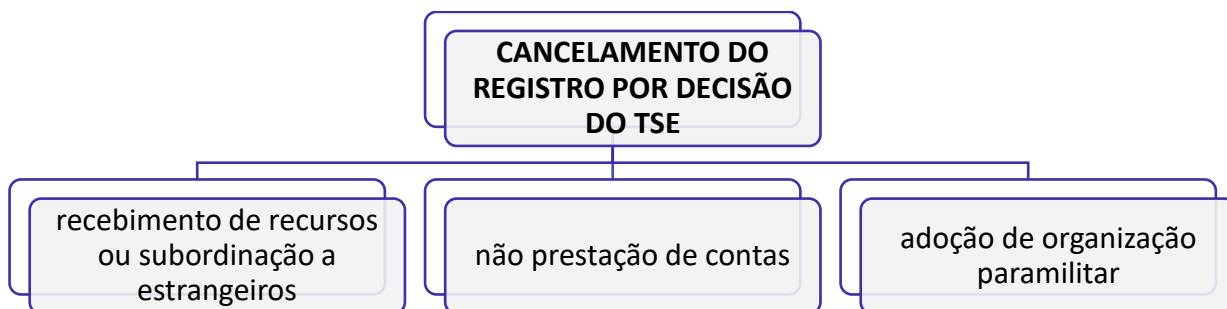 CANCELAMENTO DO
REGISTRO POR DECISÃO
DO TSE
recebimento de recursos
ou subordinação a
estrangeiros
não prestação de contas
adoção de organização
paramilitar